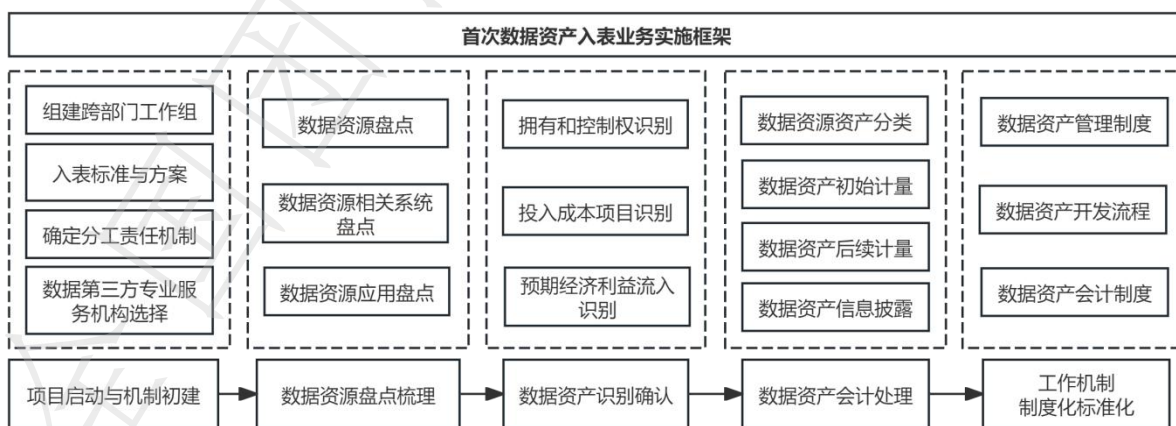 首次数据资产入表业务实施框架
组建跨部门工作组
入表标准与方案
确定分工责任机制
数据第三方专业服
务机构选择
项目启动与机制初建
数据资源盘点
数据资源相关系统
盘点
数据资源应用盘点
数据资源盘点梳理
拥有和控制权识别
投入成本项目识别
预期经济利益流入
识别
数据资产识别确认
数据资源资产分类
数据资产初始计量
数据资产后续计量
数据资产信息披露
数据资产会计处理
数据资产管理制度
数据资产开发流程
数据资产会计制度
工作机制
制度化标准化